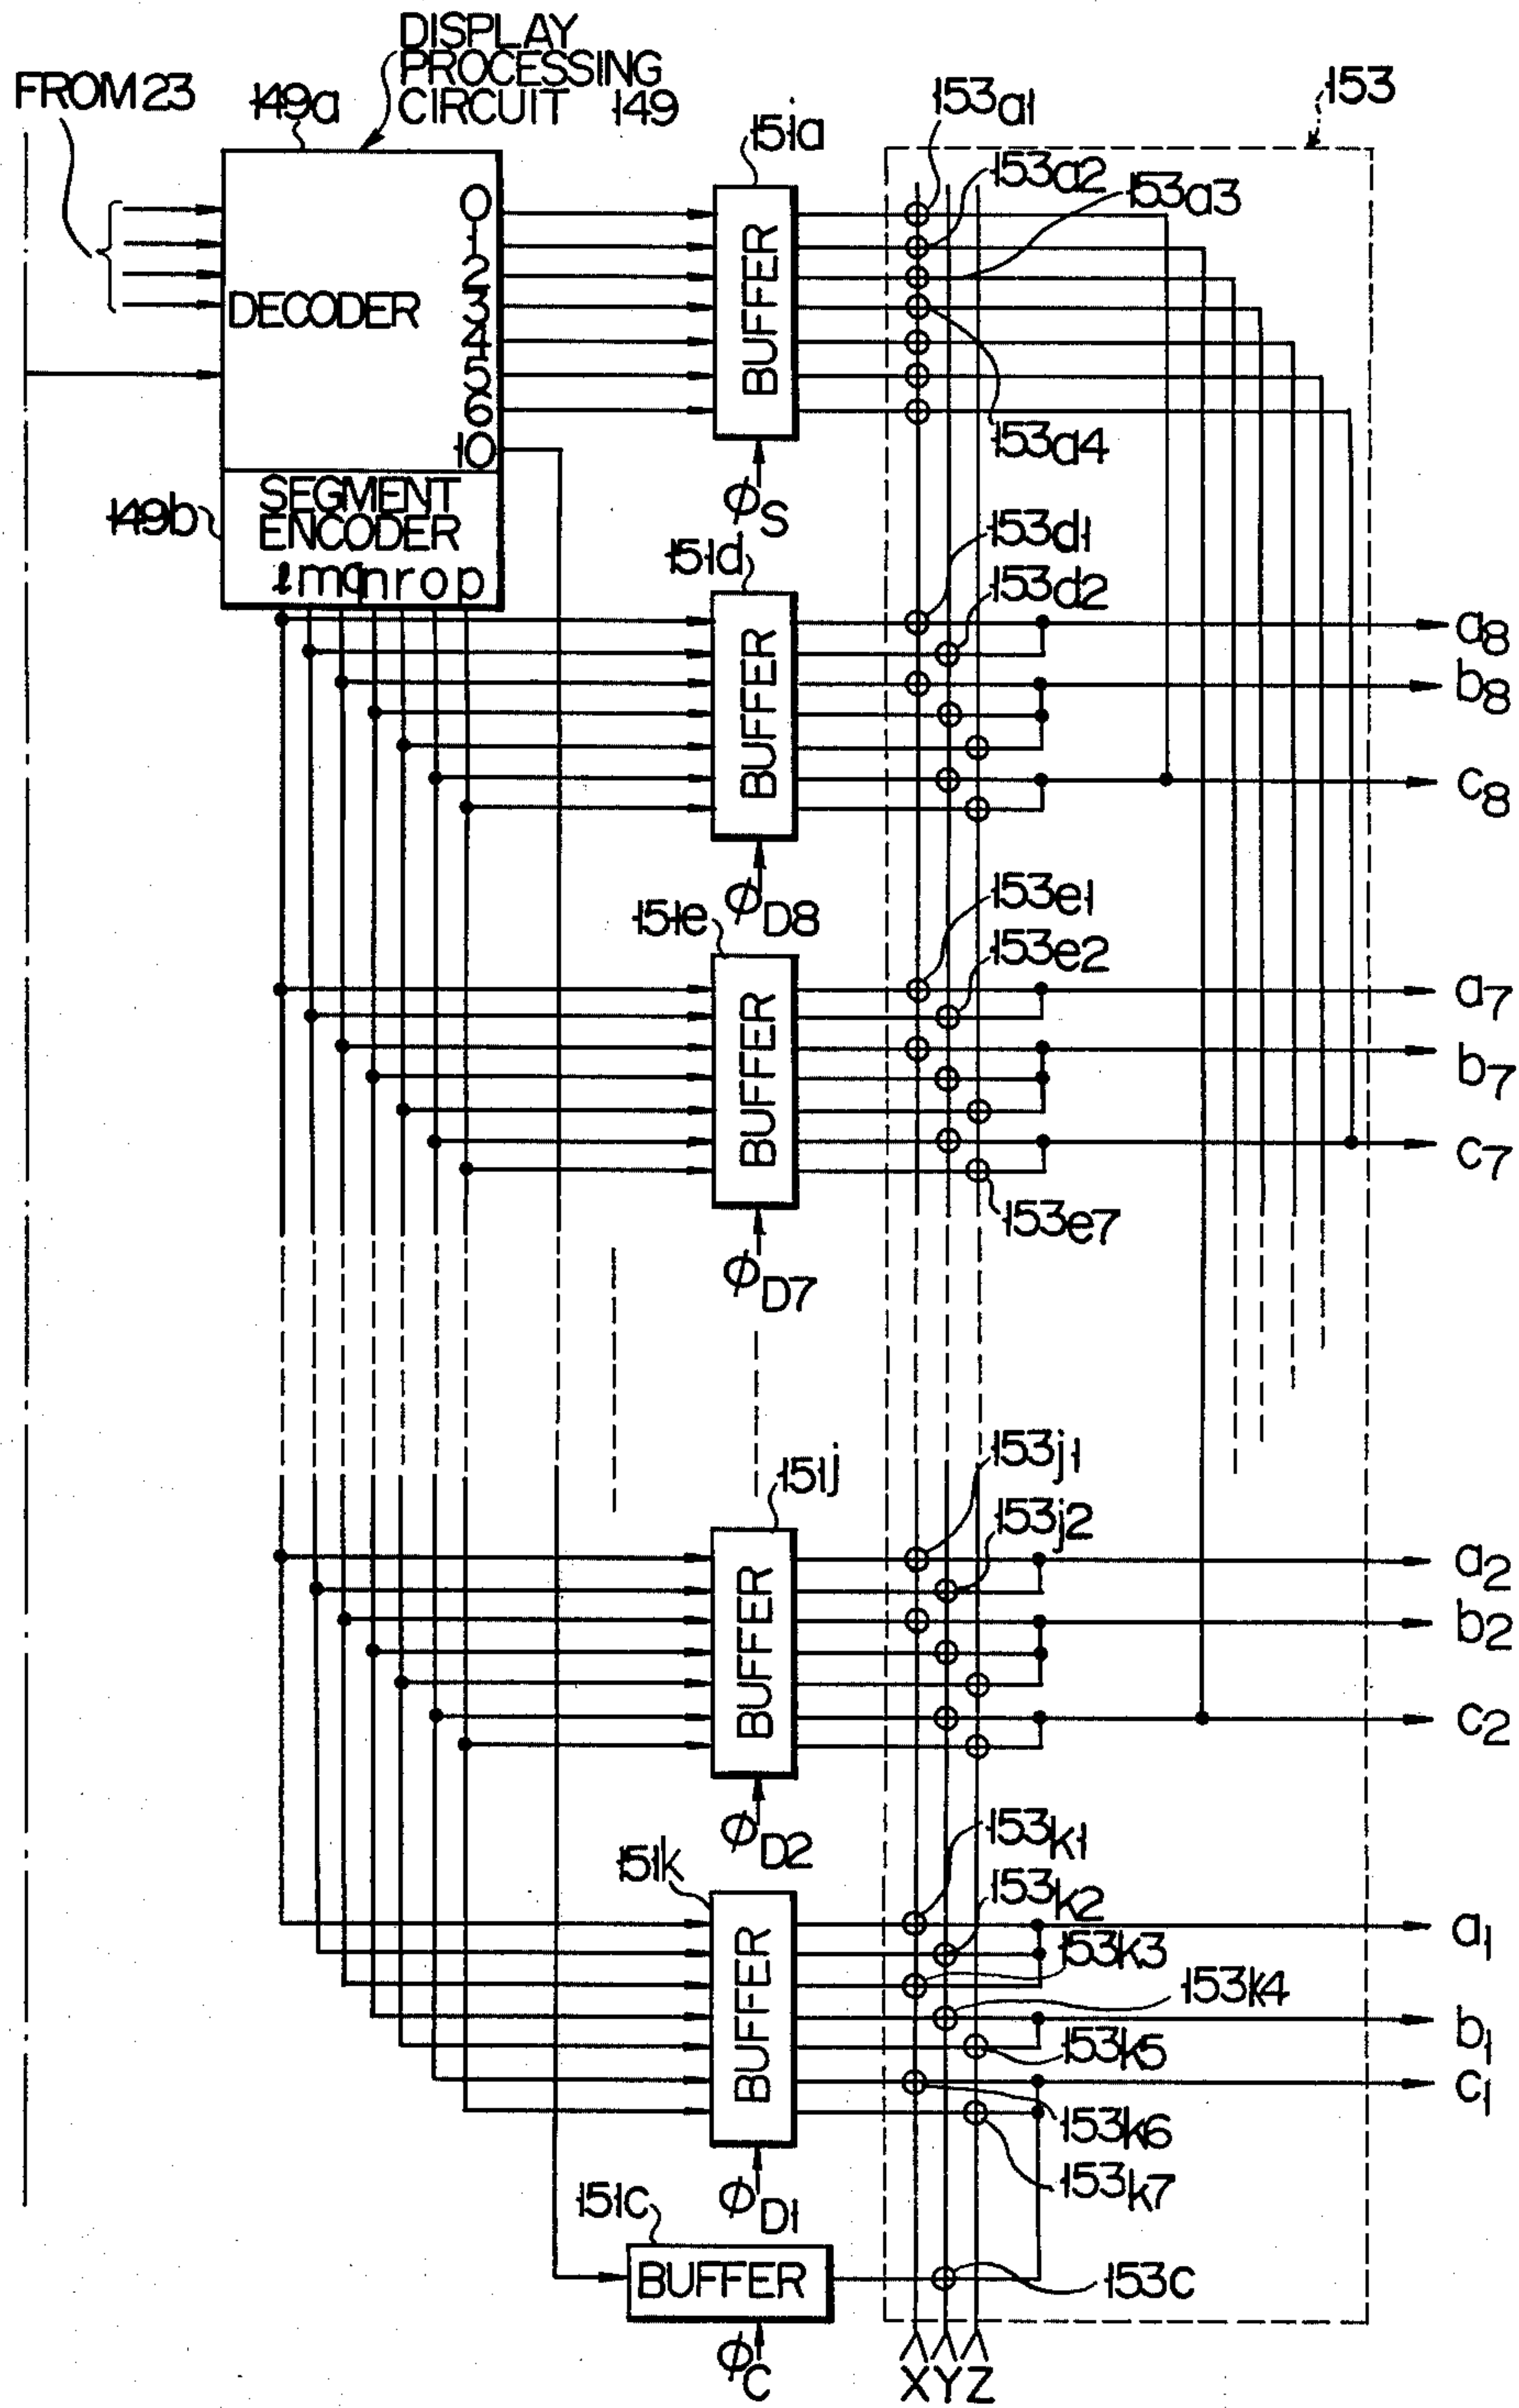 DISPLAY
PROCESSING
CIRCUIT 149
FROM 23
149a
151a
153a1
153
153a2
153a3
0
1
2
3
4
5
6
10
DECODER
BUFFER
153a4
φS
149b
SEGMENT
ENCODER
l m q n r o p
151d
153d1
153d2
BUFFER
a8
b8
c8
φD8
151e
153e1
153e2
BUFFER
a7
b7
c7
153e7
φD7
151j
153j1
153j2
BUFFER
a2
b2
c2
φD2
151k
153k1
153k2
153k3
153k4
BUFFER
a1
b1
153k5
c1
153k6
153k7
φD1
151c
BUFFER
153c
φC
X Y Z